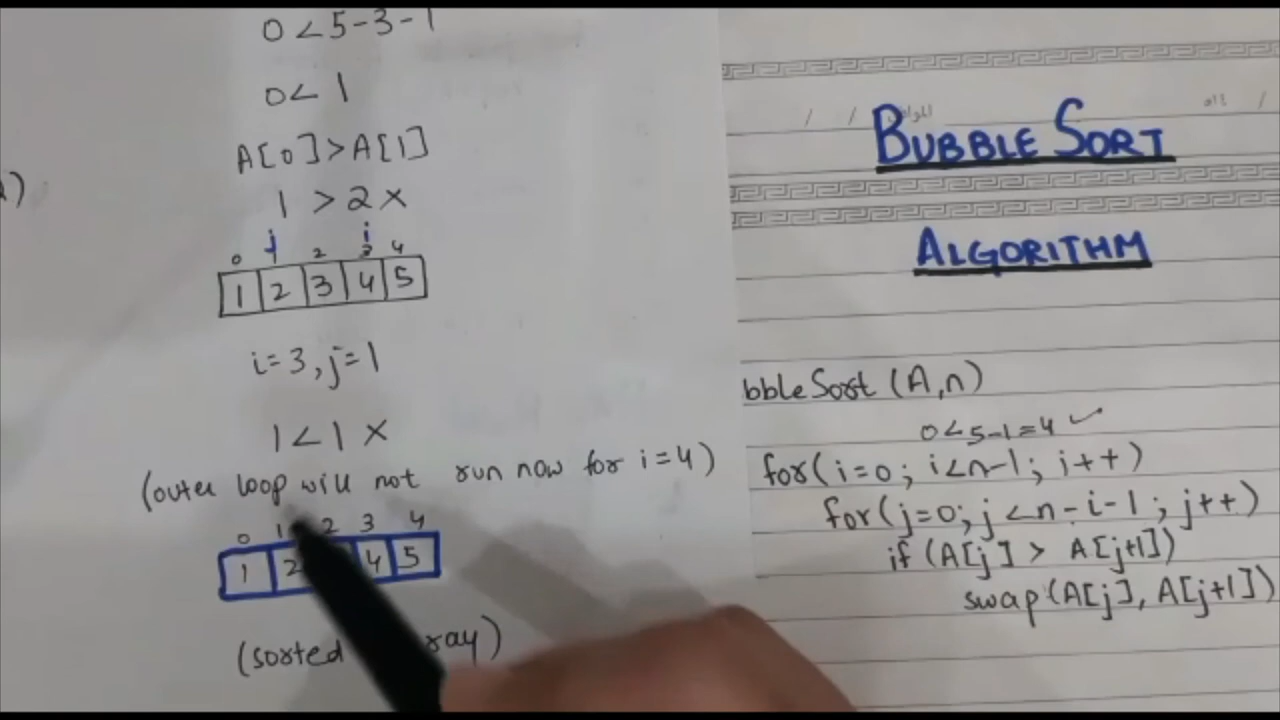 0<5-3-1
0<1
A[0]>A[1]
1 > 2 x
j i
0 2 3 4
1 2 3 4 5
i=3, j=1
1<1 x
(outer loop will not run now for i=4)
0 1 2 3 4
1 2 4 5
(sorted ray)
BUBBLE SORT
ALGORITHM
bbleSort (A,n)
0<5-1=4 ✓
for(i=0; i<n-1; i++)
for(j=0; j<n-i-1; j++)
if (A[j] > A[j+1])
swap(A[j], A[j+1])